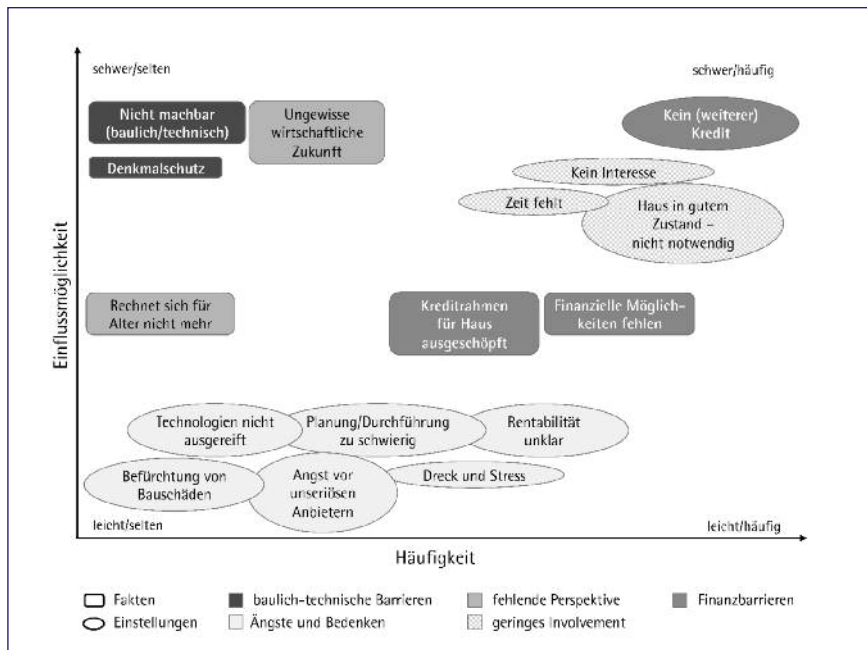 schwer/selten
schwer/häufig
Nicht machbar
(baulich/technisch)
Ungewisse
wirtschaftliche
Zukunft
Kein (weiterer)
Kredit
Denkmalschutz
Kein Interesse
Zeit fehlt
Haus in gutem
Zustand –
nicht notwendig
Einflussmöglichkeit
Rechnet sich für
Alter nicht mehr
Kreditrahmen
für Haus
ausgeschöpft
Finanzielle Möglich-
keiten fehlen
Technologien nicht
ausgereift
Planung/Durchführung
zu schwierig
Rentabilität
unklar
Befürchtung von
Bauschäden
Angst vor
unseriösen
Anbietern
Dreck und Stress
leicht/selten
leicht/häufig
Häufigkeit
Fakten
baulich-technische Barrieren
fehlende Perspektive
Finanzbarrieren
Einstellungen
Ängste und Bedenken
geringes Involvement